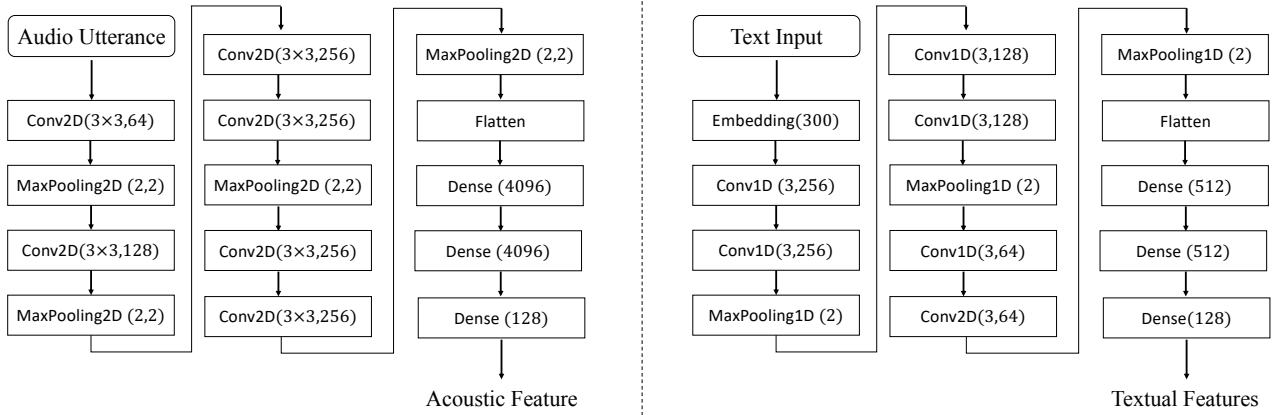 Audio Utterance
Conv2D(3×3,64)
MaxPooling2D (2,2)
Conv2D(3×3,128)
MaxPooling2D (2,2)
Conv2D(3×3,256)
Conv2D(3×3,256)
MaxPooling2D (2,2)
Conv2D(3×3,256)
Conv2D(3×3,256)
MaxPooling2D (2,2)
Flatten
Dense (4096)
Dense (4096)
Dense (128)
Acoustic Feature
Text Input
Embedding(300)
Conv1D (3,256)
Conv1D(3,256)
MaxPooling1D (2)
Conv1D(3,128)
Conv1D(3,128)
MaxPooling1D (2)
Conv1D(3,64)
Conv2D(3,64)
MaxPooling1D (2)
Flatten
Dense (512)
Dense (512)
Dense(128)
Textual Features